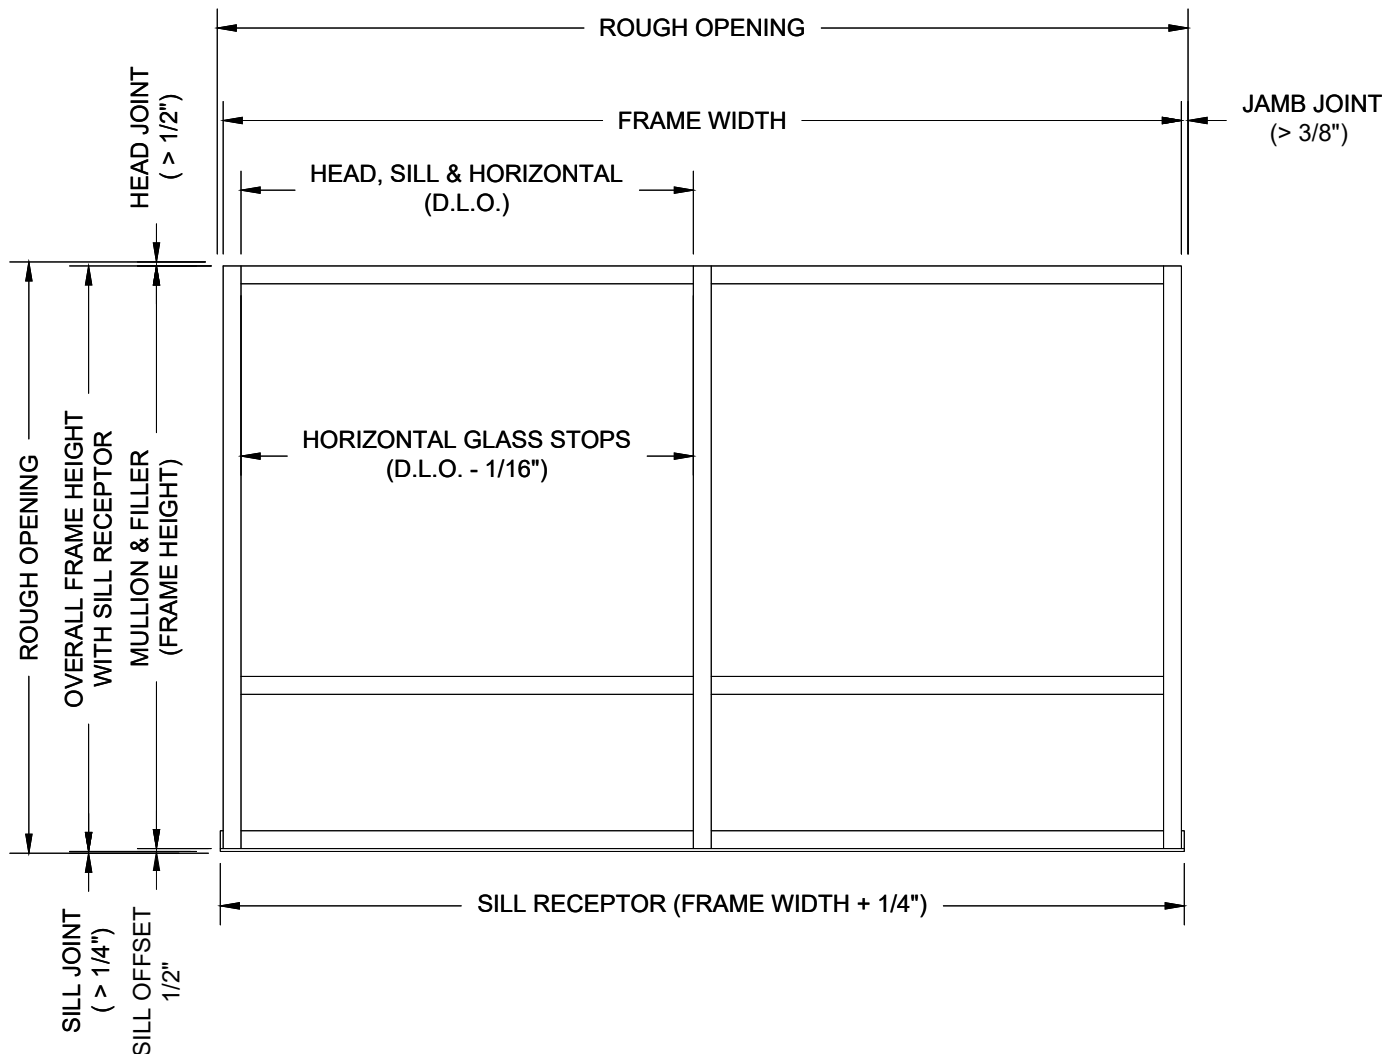 ROUGH OPENING
FRAME WIDTH
JAMB JOINT
(> 3/8")
HEAD JOINT
( > 1/2")
HEAD, SILL & HORIZONTAL
(D.L.O.)
HORIZONTAL GLASS STOPS
(D.L.O. - 1/16")
ROUGH OPENING
OVERALL FRAME HEIGHT
WITH SILL RECEPTOR
MULLION & FILLER
(FRAME HEIGHT)
SILL RECEPTOR (FRAME WIDTH + 1/4")
SILL JOINT
( > 1/4")
SILL OFFSET
1/2"